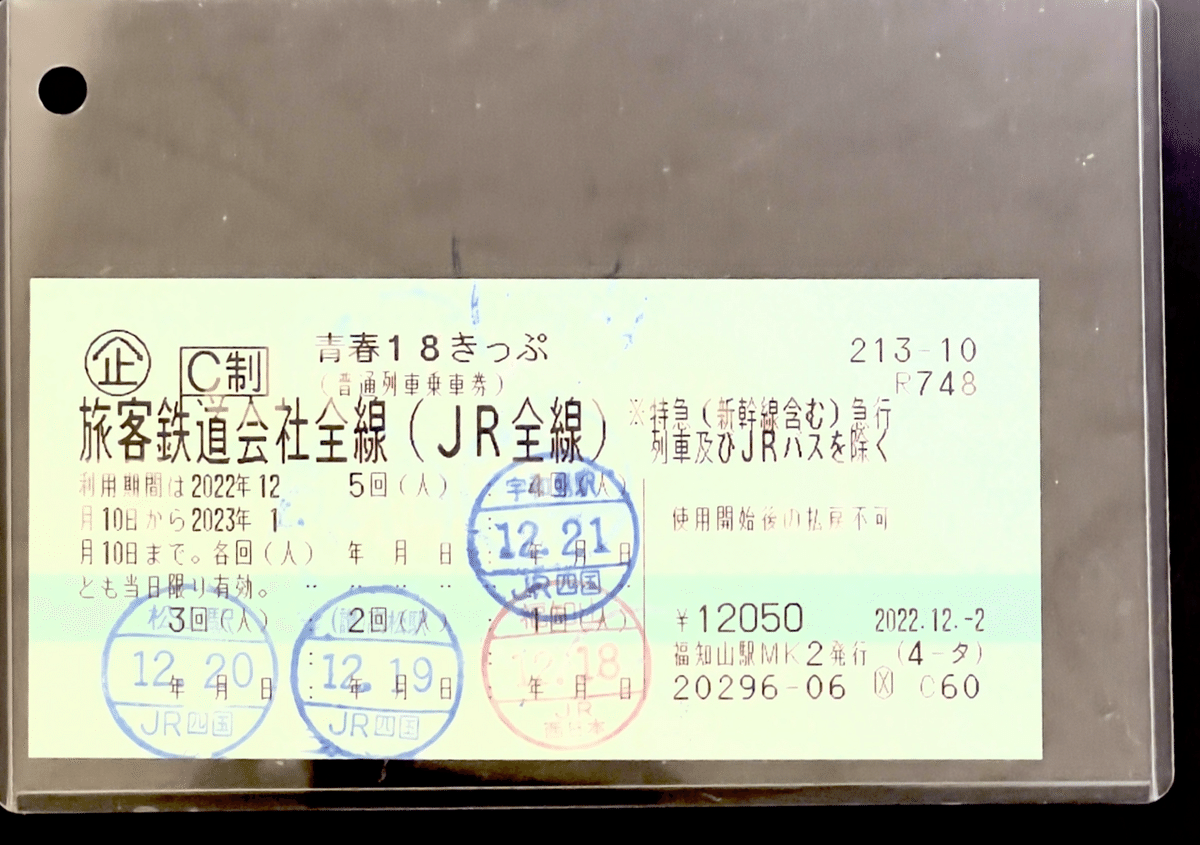 企 C制 青春18きっぷ 213-10
(普通列車乗車券) R748
旅客鉄道会社全線(JR全線) ※特急(新幹線含む)急行
列車及びJRバスを除く
利用期間は2022年12 5回(人) 4回(人)
月10日から2023年 1 使用開始後の払戻不可
月10日まで。各回(人) 年 月 日 年 月 日
とも当日限り有効。
12.21
JR四国
3回(人) 2回(人) 1回(人) ¥12050 2022.12.-2
年 月 日 年 月 日 年 月 日 福知山駅MK2発行 (4-タ)
20296-06 C60
駅
12.20
JR四国
12.19
JR四国
12.18
JR
西日本